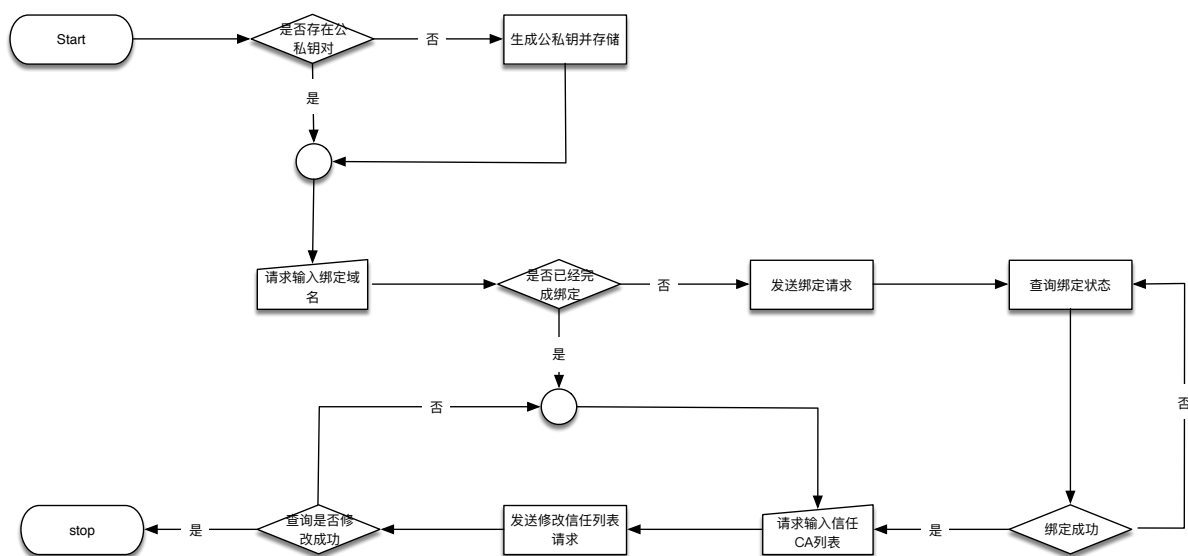 Start
是否存在公
私钥对
否
生成公私钥并存储
是
请求输入绑定域
名
是否已经完
成绑定
否
发送绑定请求
查询绑定状态
是
否
否
stop
是
查询是否修
改成功
发送修改信任列表
请求
请求输入信任
CA列表
是
绑定成功